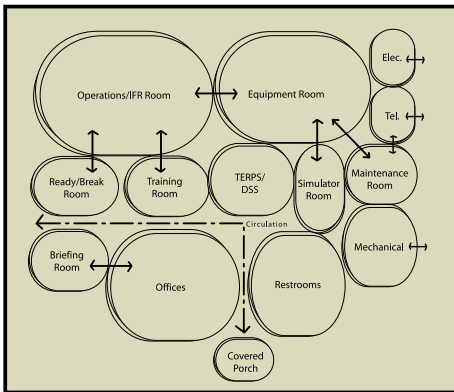 Elec.
Operations/IFR Room
Equipment Room
Tel.
Ready/Break
Room
Training
Room
TERPS/
DSS
Simulator
Room
Maintenance
Room
Circulation
Briefing
Room
Mechanical
Offices
Restrooms
Covered
Porch